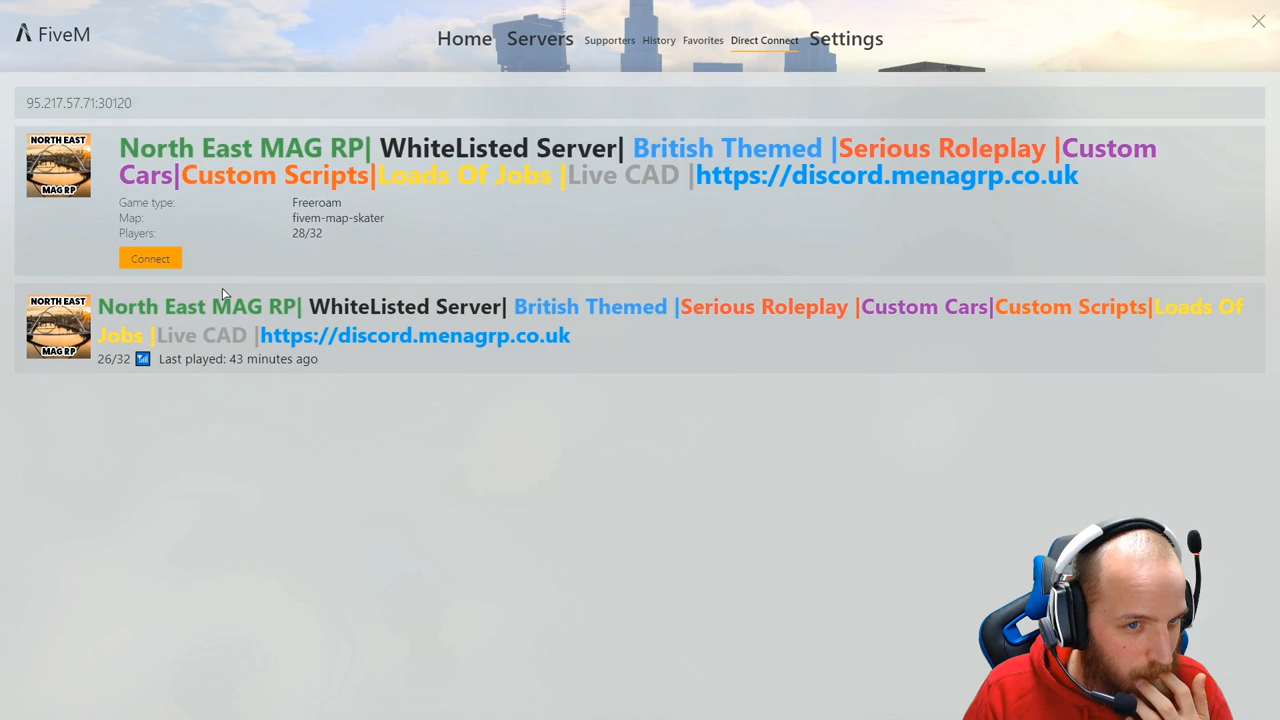 FiveM
Home Servers Supporters History Favorites Direct Connect Settings
95.217.57.71:30120
NORTH EAST
MAG RP
North East MAG RP| WhiteListed Server| British Themed |Serious Roleplay |Custom
Cars|Custom Scripts|Loads Of Jobs |Live CAD |https://discord.menagrp.co.uk
Game type: Freeroam
Map: fivem-map-skater
Players: 28/32
Connect
NORTH EAST
MAG RP
North East MAG RP| WhiteListed Server| British Themed |Serious Roleplay |Custom Cars|Custom Scripts|Loads Of
Jobs |Live CAD |https://discord.menagrp.co.uk
26/32 Last played: 43 minutes ago